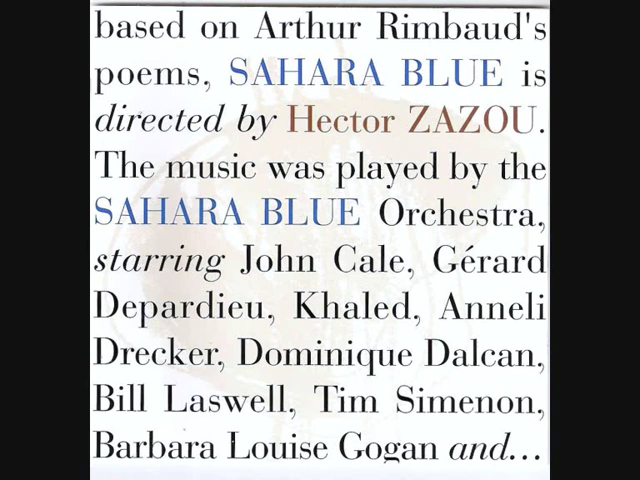 based on Arthur Rimbaud's
poems, SAHARA BLUE is
directed by Hector ZAZOU.
The music was played by the
SAHARA BLUE Orchestra,
starring John Cale, Gérard
Depardieu, Khaled, Anneli
Drecker, Dominique Dalcan,
Bill Laswell, Tim Simenon,
Barbara Louise Gogan and...